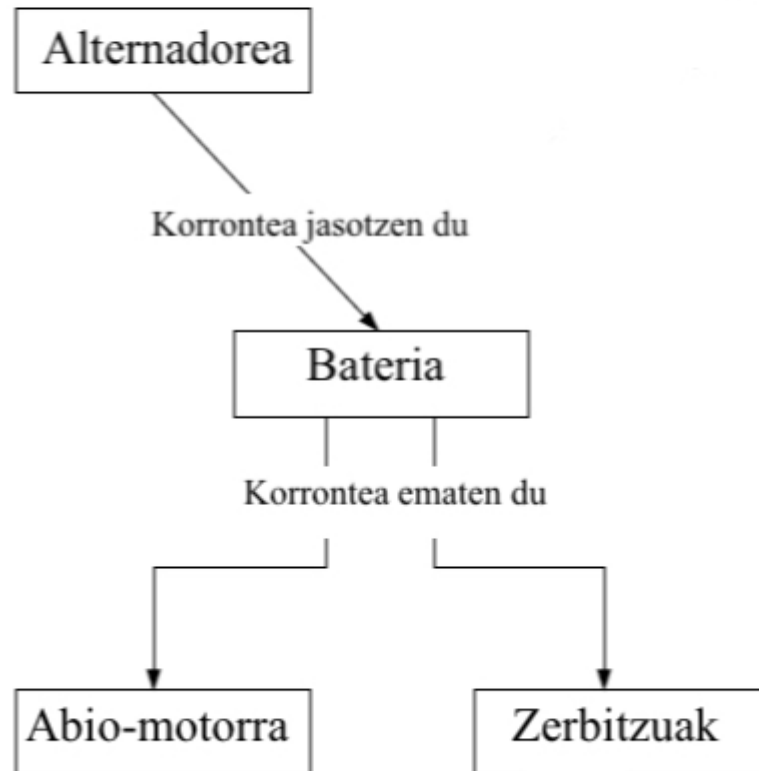 Alternadorea
Korrontea jasotzen du
Bateria
Korrontea ematen du
Abio-motorra
Zerbitzuak